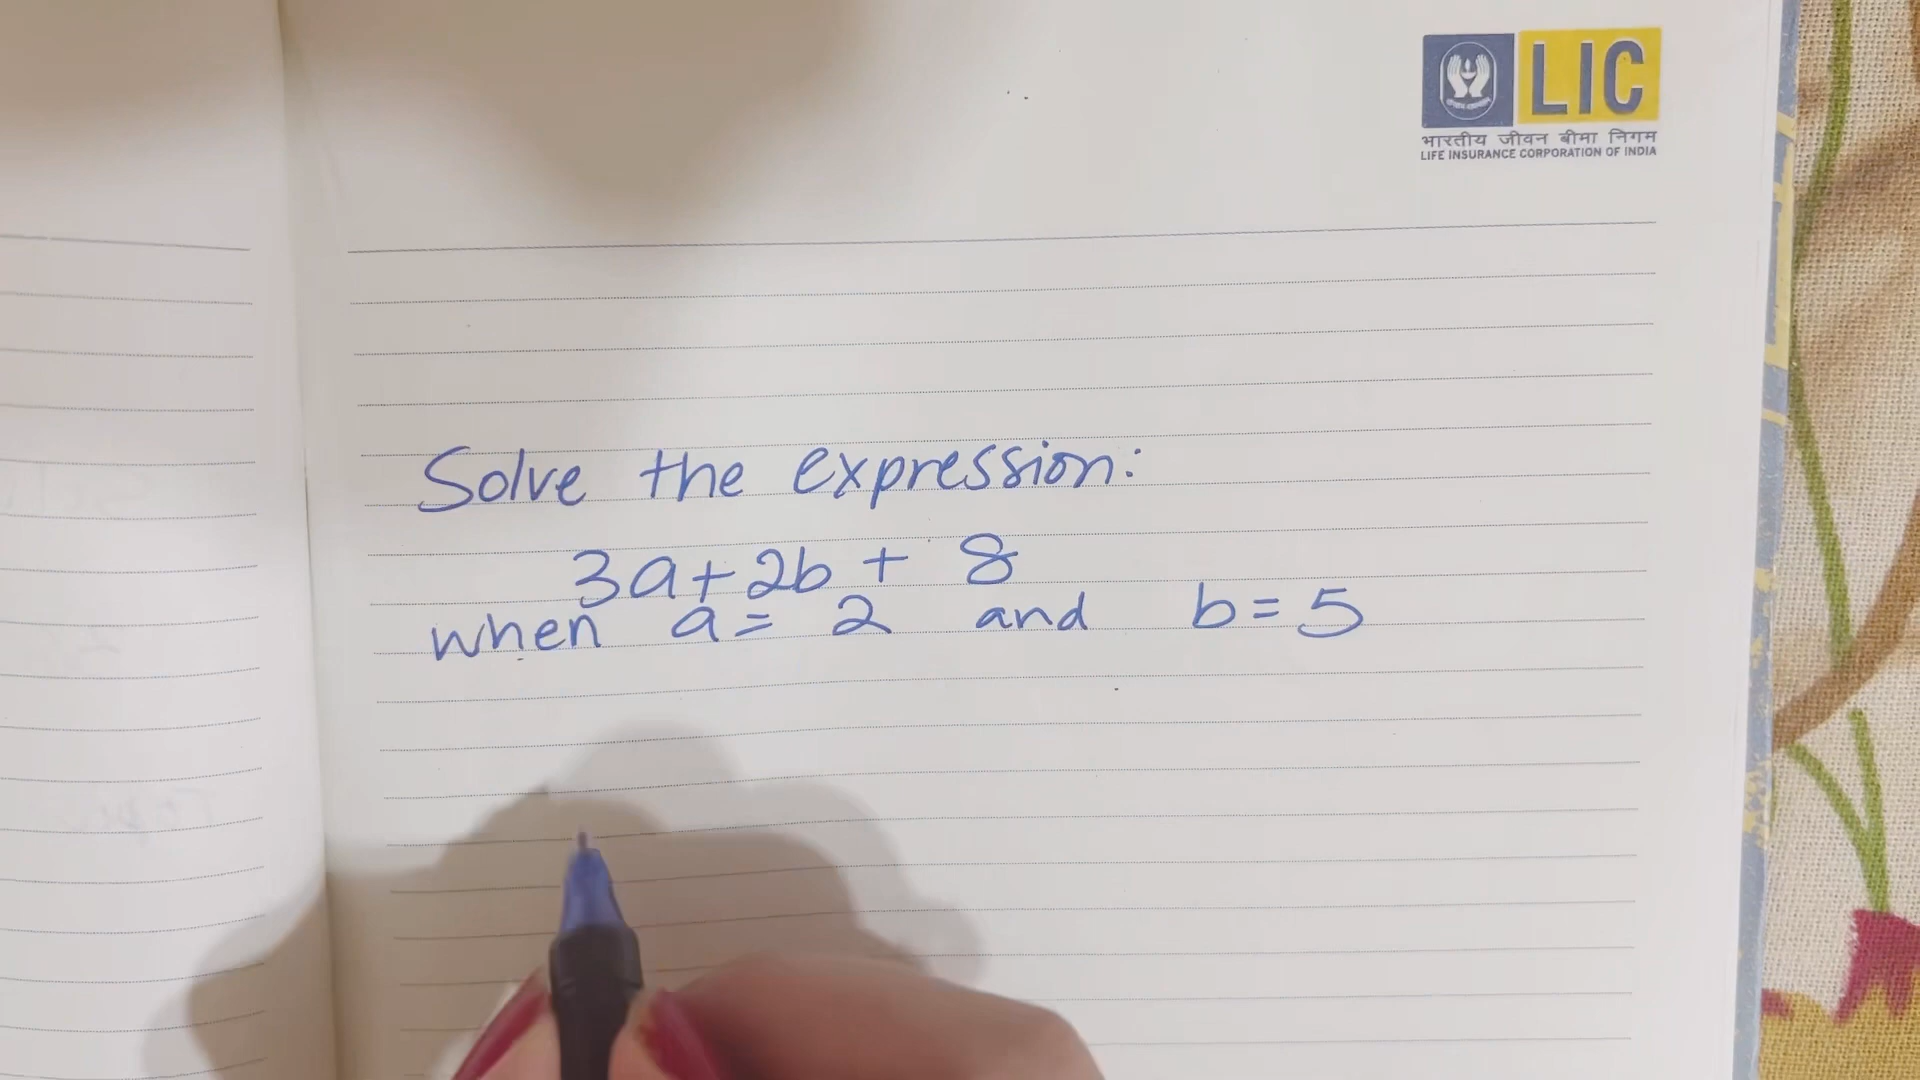 LIC
भारतीय जीवन बीमा निगम
LIFE INSURANCE CORPORATION OF INDIA
Solve the expression:
3a+2b + 8
when a = 2 and b = 5